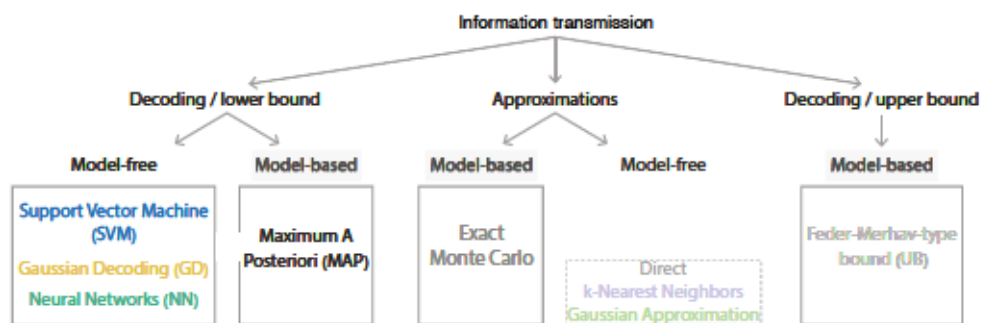 Information transmission
Decoding / lower bound
Approximations
Decoding / upper bound
Model-free
Model-based
Model-based
Model-free
Model-based
Support Vector Machine
(SVM)
Gaussian Decoding (GD)
Neural Networks (NN)
Maximum A
Posteriori (MAP)
Exact
Monte Carlo
Direct
k-Nearest Neighbors
Gaussian Approximation
Feder-Merhav-type
bound (UB)